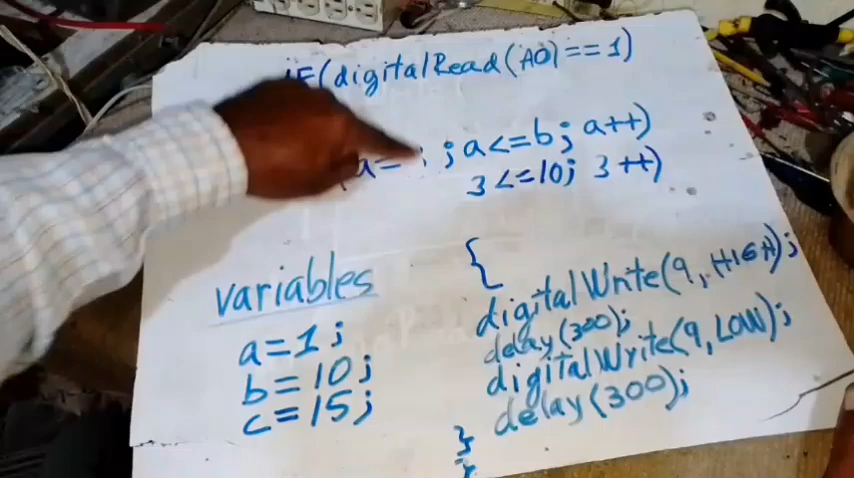 iF(digitalRead(A0)==1)
a= ; ; a<=b; a++)
3<=10; 3++)
variables
a=1;
b=10;
c=15;
{
digitalWrite(9, HIGH);
delay(300);
digitalWrite(9, LOW);
delay(300);
}
}